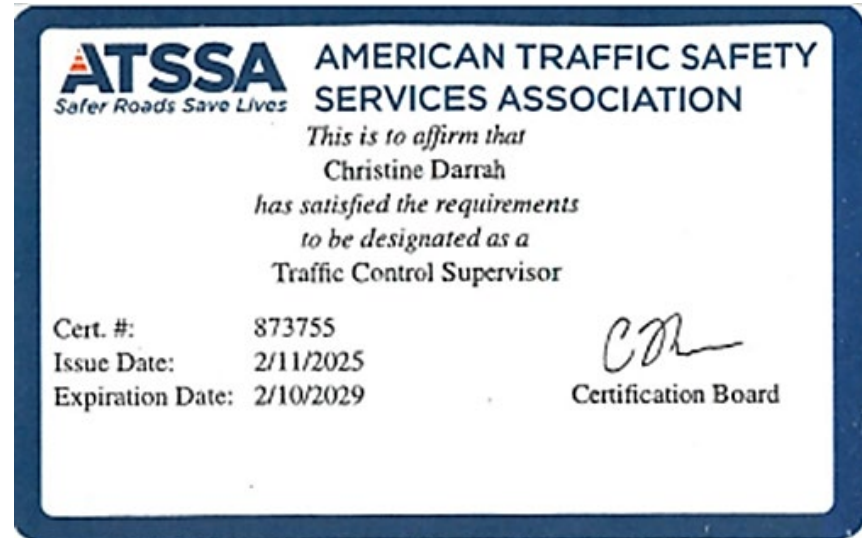 ATSSA
Safer Roads Save Lives
AMERICAN TRAFFIC SAFETY
SERVICES ASSOCIATION
This is to affirm that
Christine Darrah
has satisfied the requirements
to be designated as a
Traffic Control Supervisor
Cert. #: 873755
Issue Date: 2/11/2025
Expiration Date: 2/10/2029
Certification Board